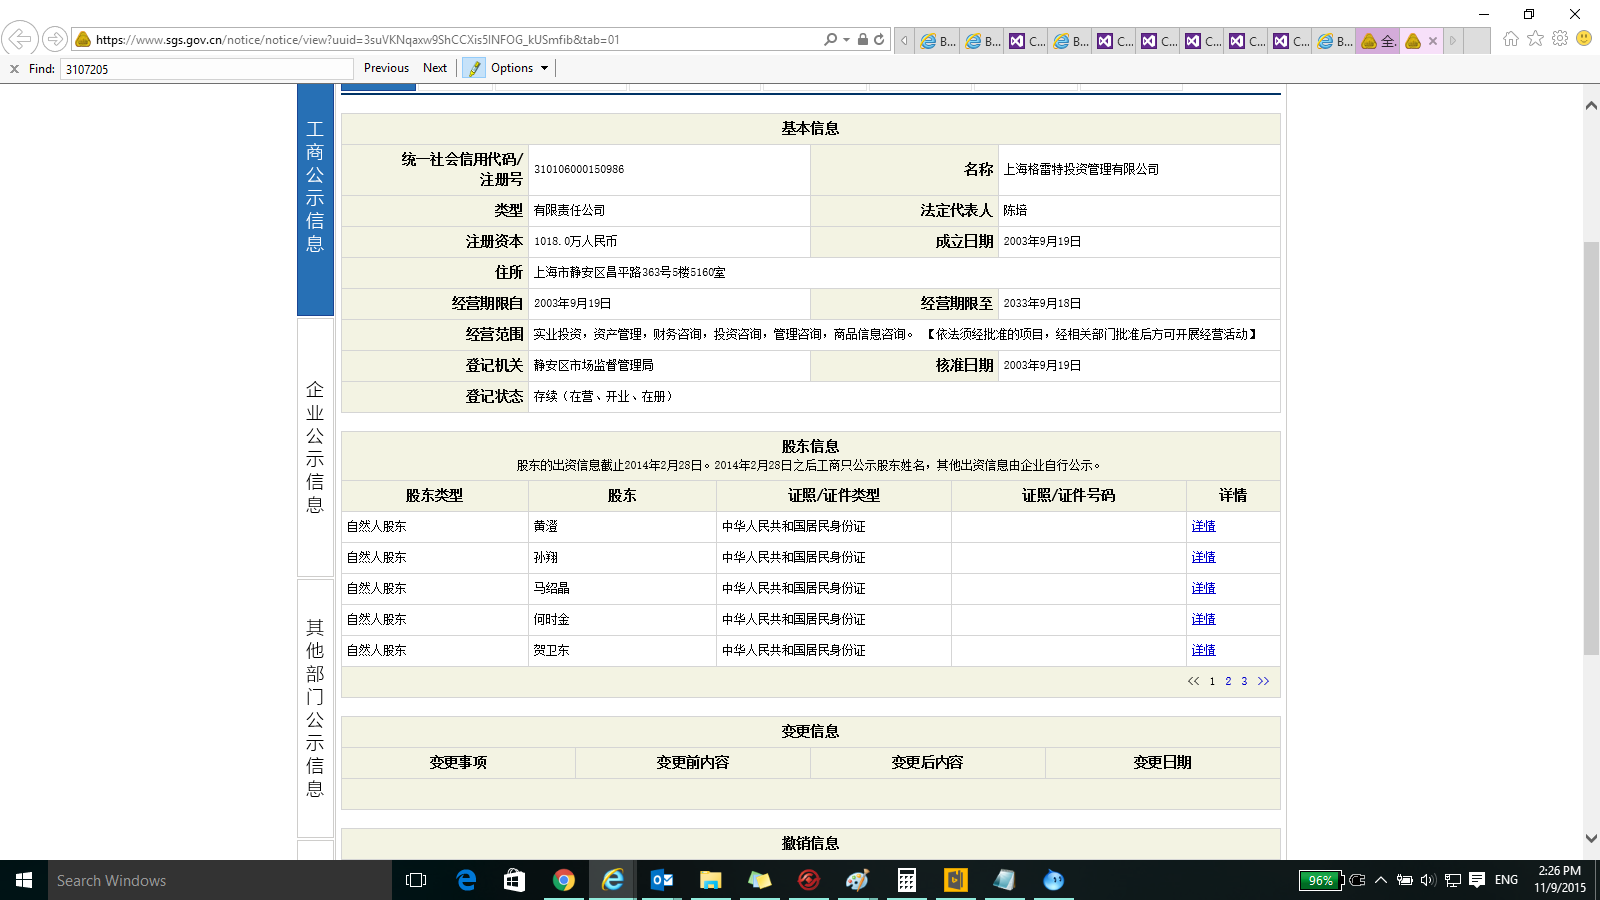 https://www.sgs.gov.cn/notice/notice/view?uuid=3suVKNqaxw9ShCCXis5INFOG_kUSmfib&tab=01
B...
B...
C...
B...
C...
C...
C...
C...
C...
B...
全.
x Find: 3107205 Previous Next Options
工商公示信息
企业公示信息
其他部门公示信息
基本信息
统一社会信用代码/注册号 310106000150986 名称 上海格雷特投资管理有限公司
类型 有限责任公司 法定代表人 陈培
注册资本 1018.0万人民币 成立日期 2003年9月19日
住所 上海市静安区昌平路363号5楼5160室
经营期限自 2003年9月19日 经营期限至 2033年9月18日
经营范围 实业投资，资产管理，财务咨询，投资咨询，管理咨询，商品信息咨询。 【依法须经批准的项目，经相关部门批准后方可开展经营活动】
登记机关 静安区市场监督管理局 核准日期 2003年9月19日
登记状态 存续（在营、开业、在册）
股东信息
股东的出资信息截止2014年2月28日。2014年2月28日之后工商只公示股东姓名，其他出资信息由企业自行公示。
股东类型 股东 证照/证件类型 证照/证件号码 详情
自然人股东 黄澄 中华人民共和国居民身份证 详情
自然人股东 孙翔 中华人民共和国居民身份证 详情
自然人股东 马绍晶 中华人民共和国居民身份证 详情
自然人股东 何时金 中华人民共和国居民身份证 详情
自然人股东 贺卫东 中华人民共和国居民身份证 详情
<< 1 2 3 >>
变更信息
变更事项 变更前内容 变更后内容 变更日期
撤销信息
Search Windows
96%
ENG
2:26 PM
11/9/2015